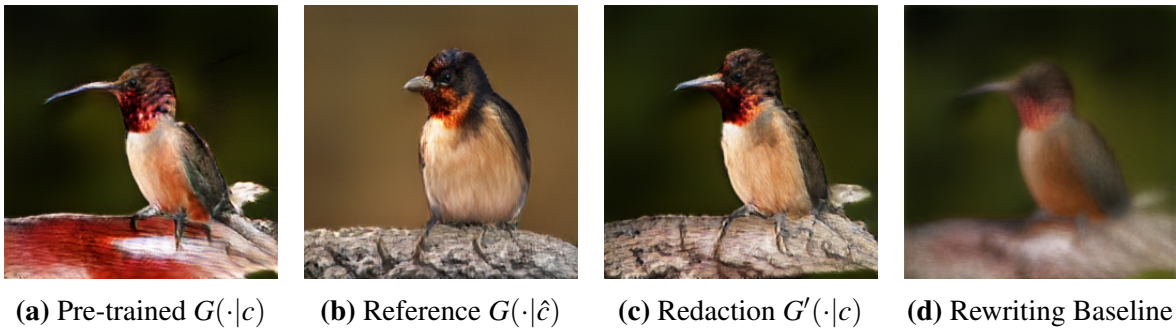 (a) Pre-trained G(·|c) (b) Reference G(·|ĉ) (c) Redaction G′(·|c) (d) Rewriting Baseline